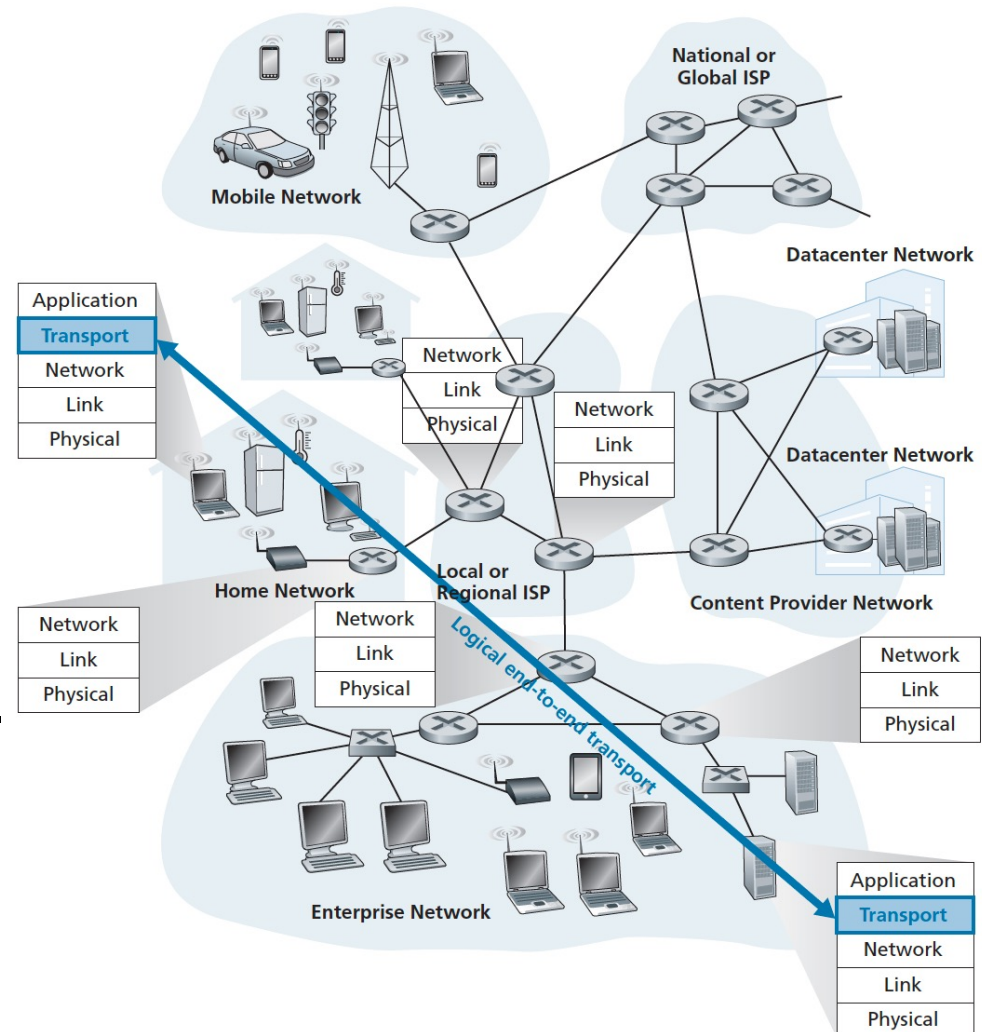 National or
Global ISP
Mobile Network
Datacenter Network
Application
Transport
Network
Link
Physical
Network
Link
Physical
Network
Link
Physical
Datacenter Network
Home Network
Local or
Regional ISP
Content Provider Network
Network
Link
Physical
Network
Link
Physical
Logical end-to-end transport
Network
Link
Physical
Enterprise Network
Application
Transport
Network
Link
Physical